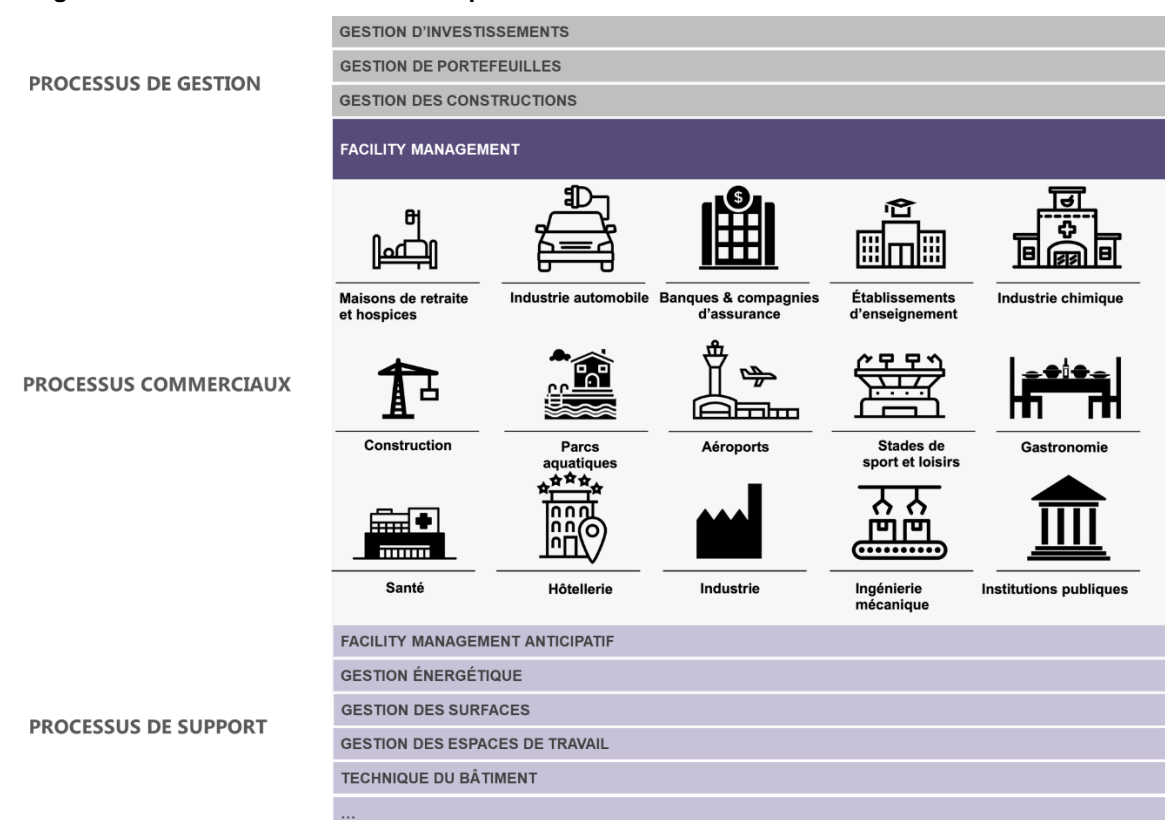 GESTION D'INVESTISSEMENTS
GESTION DE PORTEFEUILLES
PROCESSUS DE GESTION
GESTION DES CONSTRUCTIONS
FACILITY MANAGEMENT
$
Maisons de retraite
et hospices
Industrie automobile
Banques & compagnies
d'assurance
Établissements
d'enseignement
Industrie chimique
PROCESSUS COMMERCIAUX
Construction
Parcs
aquatiques
Aéroports
Stades de
sport et loisirs
Gastronomie
Santé
Hôtellerie
Industrie
Ingénierie
mécanique
Institutions publiques
FACILITY MANAGEMENT ANTICIPATIF
GESTION ÉNERGÉTIQUE
GESTION DES SURFACES
PROCESSUS DE SUPPORT
GESTION DES ESPACES DE TRAVAIL
TECHNIQUE DU BÂTIMENT
...